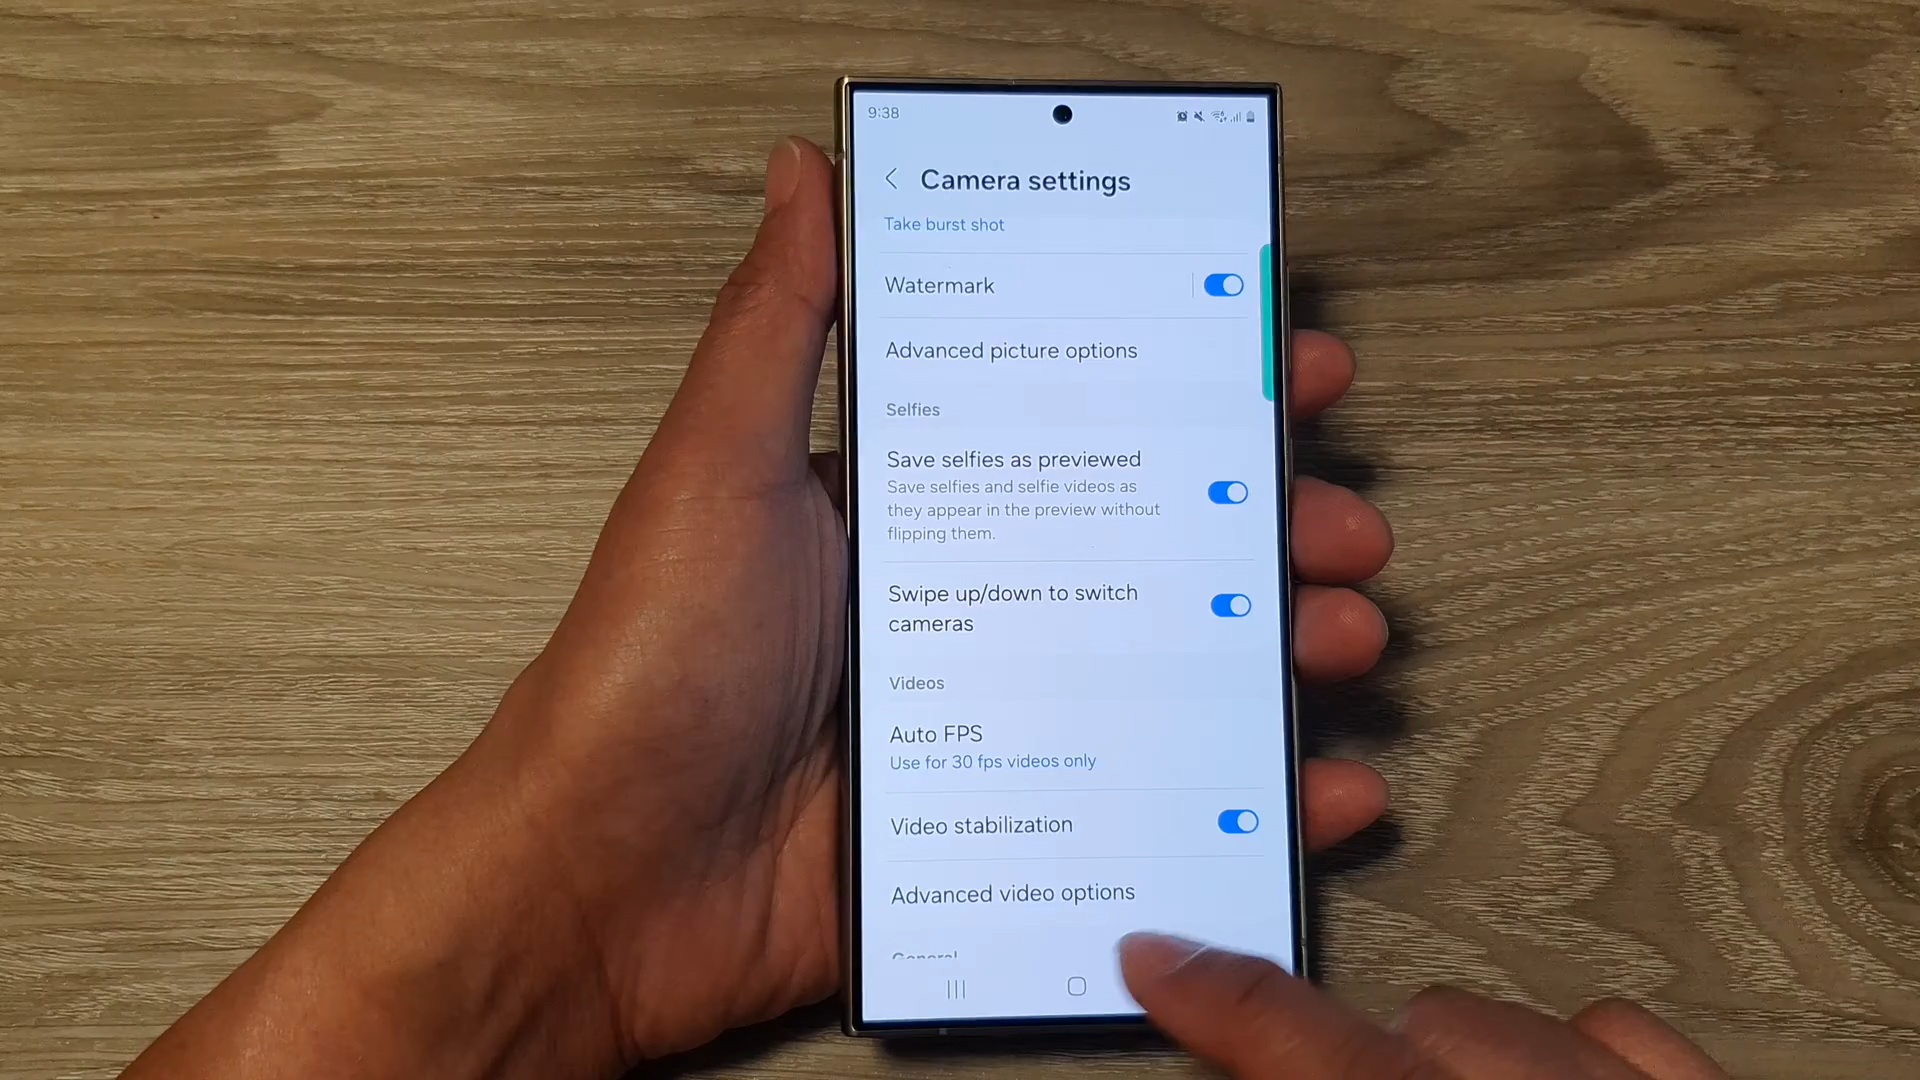 9:38
Camera settings
Take burst shot
Watermark
Advanced picture options
Selfies
Save selfies as previewed
Save selfies and selfie videos as
they appear in the preview without
flipping them.
Swipe up/down to switch
cameras
Videos
Auto FPS
Use for 30 fps videos only
Video stabilization
Advanced video options
General